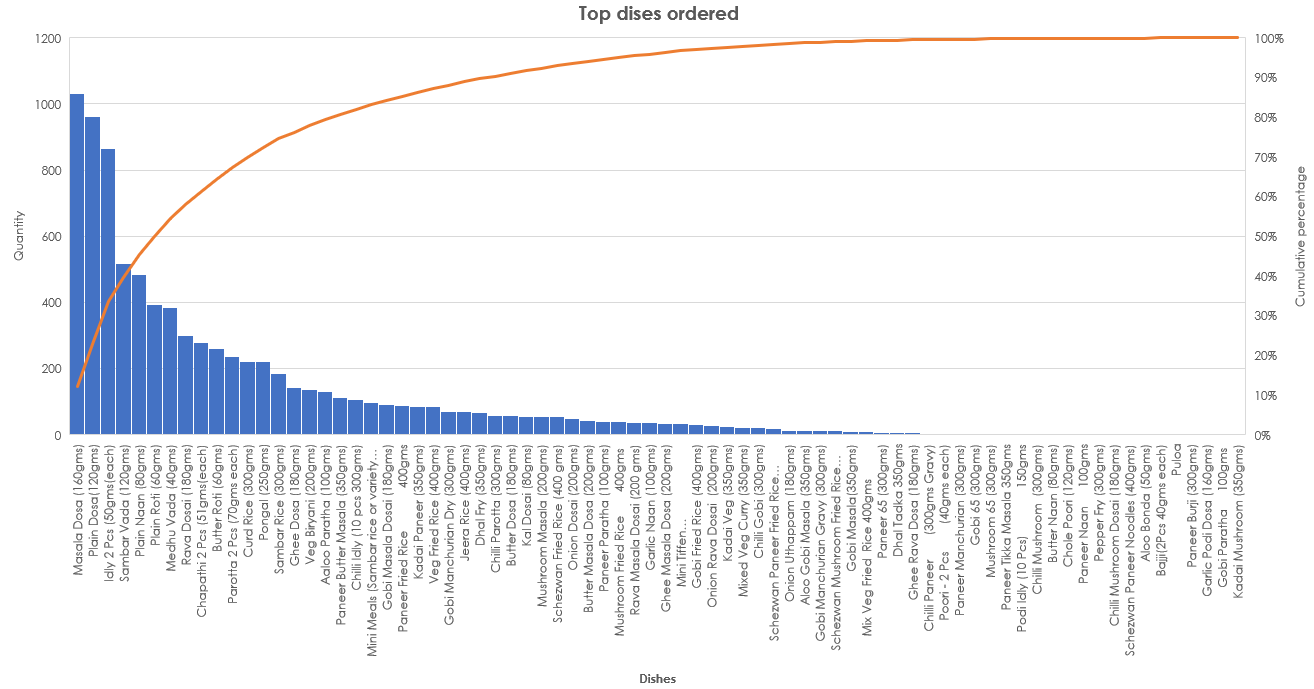 Top dises ordered
1200
1000
800
600
400
200
0
Quantity
100%
90%
80%
70%
60%
50%
40%
30%
20%
10%
0%
Cumulative percentage
Masala Dosa (160gms)
Plain Dosa(120gms)
Idly 2 Pcs (50gms(each)
Sambar Vada (120gms)
Plain Naan (80gms)
Plain Roti (60gms)
Medhu Vada (40gms)
Rava Dosai (180gms)
Chapathi 2 Pcs (51gms(each)
Butter Roti (60gms)
Parotta 2 Pcs (70gms each)
Curd Rice (300gms)
Pongal (250gms)
Sambar Rice (300gms)
Ghee Dosa (180gms)
Veg Biryani (200gms)
Aaloo Paratha (100gms)
Paneer Butter Masala (350gms)
Chilli Idly (10 pcs 300gms)
Mini Meals (Sambar rice or variety...
Gobi Masala Dosai (180gms)
Paneer Fried Rice 400gms
Kadai Paneer (350gms)
Veg Fried Rice (400gms)
Gobi Manchurian Dry (300gms)
Jeera Rice (400gms)
Dhal Fry (350gms)
Chilli Parotta (300gms)
Butter Dosa (180gms)
Kal Dosai (80gms)
Mushroom Masala (200gms)
Schezwan Fried Rice (400 gms)
Onion Dosai (200gms)
Butter Masala Dosa (200gms)
Paneer Paratha (100gms)
Mushroom Fried Rice 400 gms
Rava Masala Dosai (200 gms)
Garlic Naan (100gms)
Ghee Masala Dosa (200gms)
Mini Tiffen...
Gobi Fried Rice (400gms)
Onion Rava Dosai (200gms)
Kadai Veg (350gms)
Mixed Veg Curry (350gms)
Chilli Gobi (300gms)
Schezwan Paneer Fried Rice...
Onion Utthappam (180gms)
Aloo Gobi Masala (350gms)
Gobi Manchurian Gravy (300gms)
Schezwan Mushroom Fried Rice...
Gobi Masala(350gms)
Mix Veg Fried Rice 400gms
Paneer 65 (300gms)
Dhal Tadka 350gms
Ghee Rava Dosa (180gms)
Chilli Paneer (300gms Gravy)
Poori - 2 Pcs (40gms each)
Paneer Manchurian (300gms)
Gobi 65 (300gms)
Mushroom 65 (300gms)
Paneer Tikka Masala 350gms
Podi Idly (10 Pcs) 150gms
Chilli Mushroom (300gms)
Butter Naan (80gms)
Chole Poori (120gms)
Paneer Naan 100gms
Pepper Fry (300gms)
Chilli Mushroom Dosai (180gms)
Schezwan Paneer Noodles (400gms)
Aloo Bonda (50gms)
Bajji(2Pcs 40gms each)
Puloa
Paneer Burji (300gms)
Garlic Podi Dosa (160gms)
Gobi Paratha 100gms
Kadai Mushroom (350gms)
Dishes